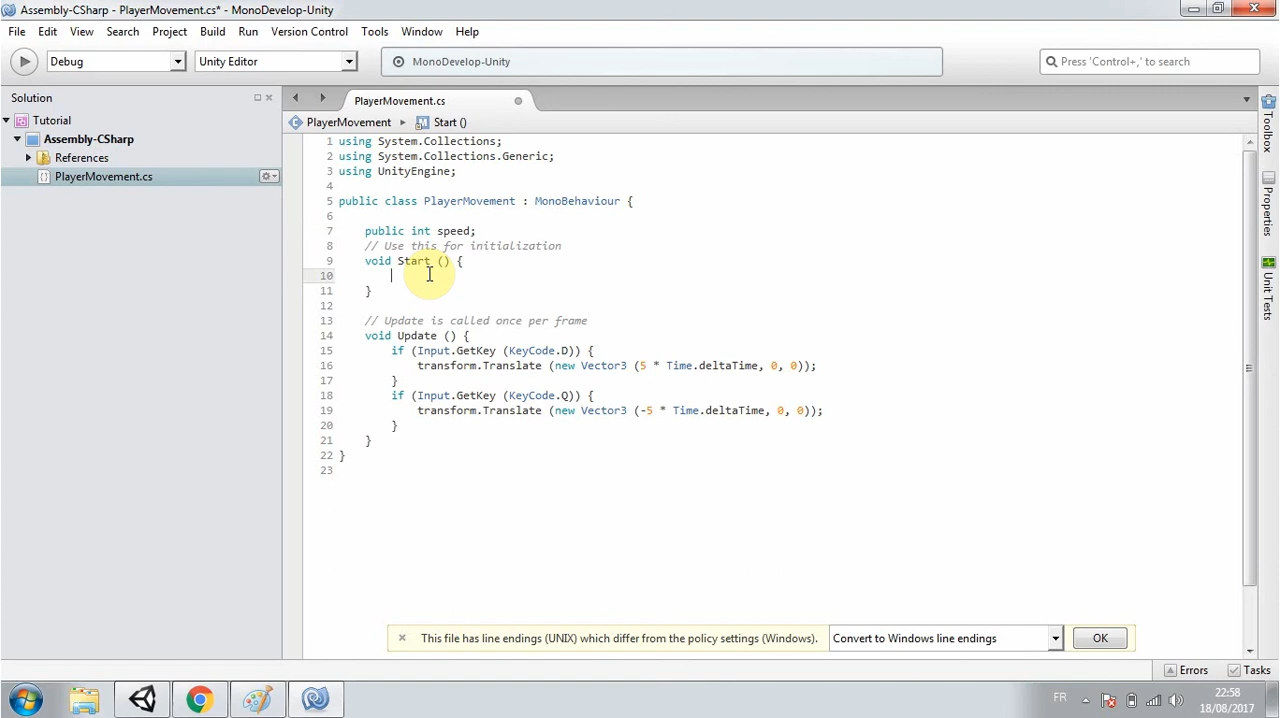 Assembly-CSharp - PlayerMovement.cs* - MonoDevelop-Unity
File Edit View Search Project Build Run Version Control Tools Window Help
Debug Unity Editor MonoDevelop-Unity Press 'Control+,' to search
Solution
Tutorial
Assembly-CSharp
References
PlayerMovement.cs
PlayerMovement.cs
PlayerMovement Start ()
1 using System.Collections;
2 using System.Collections.Generic;
3 using UnityEngine;
4
5 public class PlayerMovement : MonoBehaviour {
6
7 public int speed;
8 // Use this for initialization
9 void Start () {
10
11 }
12
13 // Update is called once per frame
14 void Update () {
15 if (Input.GetKey (KeyCode.D)) {
16 transform.Translate (new Vector3 (5 * Time.deltaTime, 0, 0));
17 }
18 if (Input.GetKey (KeyCode.Q)) {
19 transform.Translate (new Vector3 (-5 * Time.deltaTime, 0, 0));
20 }
21 }
22 }
23
Toolbox
Properties
Unit Tests
This file has line endings (UNIX) which differ from the policy settings (Windows). Convert to Windows line endings OK
Errors Tasks
FR
22:58
18/08/2017